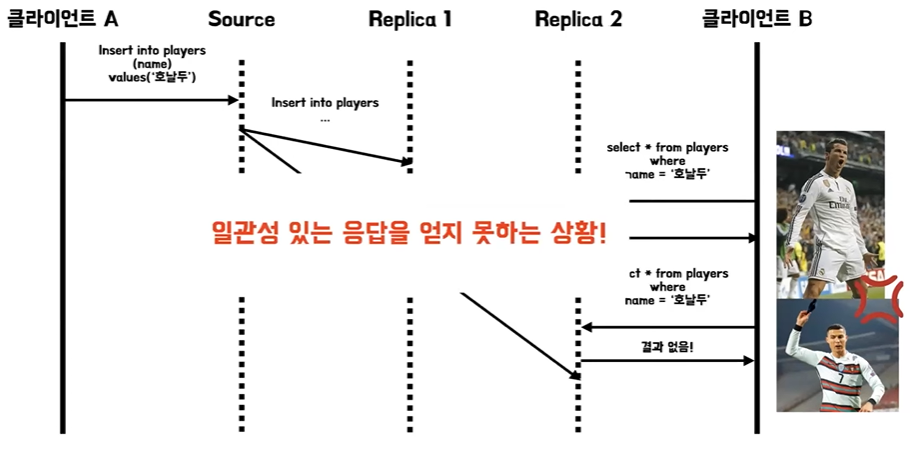 클라이언트 A
Source
Replica 1
Replica 2
클라이언트 B
Insert into players
(name)
values('호날두')
Insert into players
...
select * from players
where
name = '호날두'
일관성 있는 응답을 얻지 못하는 상황!
ct * from players
where
name = '호날두'
결과 없음!
Fly
Emirates
7